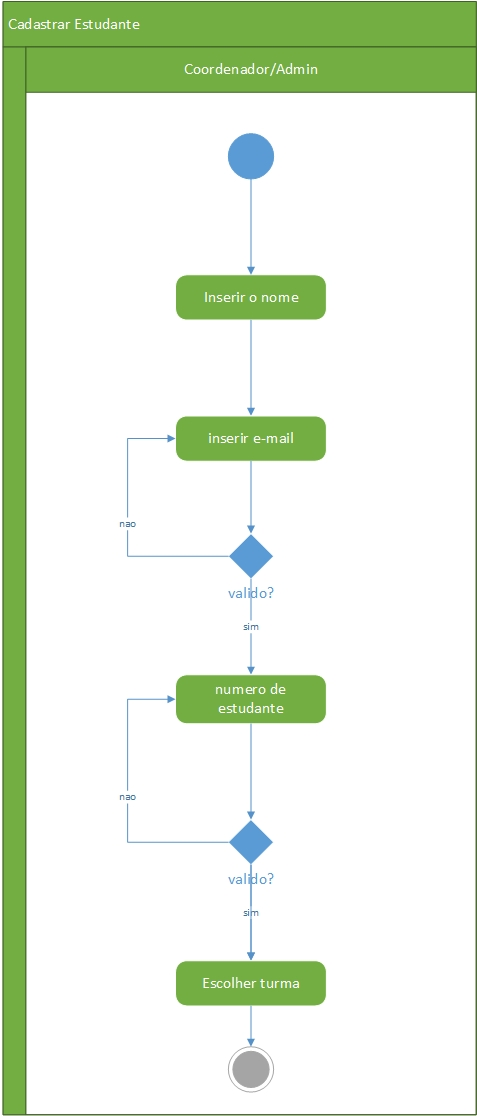 Cadastrar Estudante
Coordenador/Admin
Inserir o nome
inserir e-mail
nao
valido?
sim
numero de
estudante
nao
valido?
sim
Escolher turma